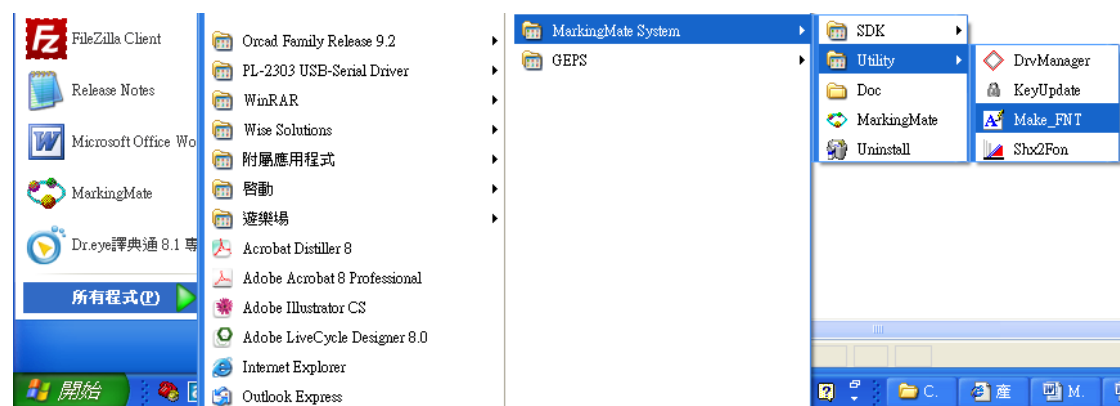 FileZilla Client
Release Notes
Microsoft Office Wo
MarkingMate
Dr.eye譯典通 8.1 專
所有程式(P)
開始
Orcad Family Release 9.2
PL-2303 USB-Serial Driver
WinRAR
Wise Solutions
附屬應用程式
啓動
遊樂場
Acrobat Distiller 8
Adobe Acrobat 8 Professional
Adobe Illustrator CS
Adobe LiveCycle Designer 8.0
Internet Explorer
Outlook Express
MarkingMate System
GEPS
SDK
Utility
Doc
MarkingMate
Uninstall
DrvManager
KeyUpdate
Make_FNT
Shx2Fon
C.
產
M.